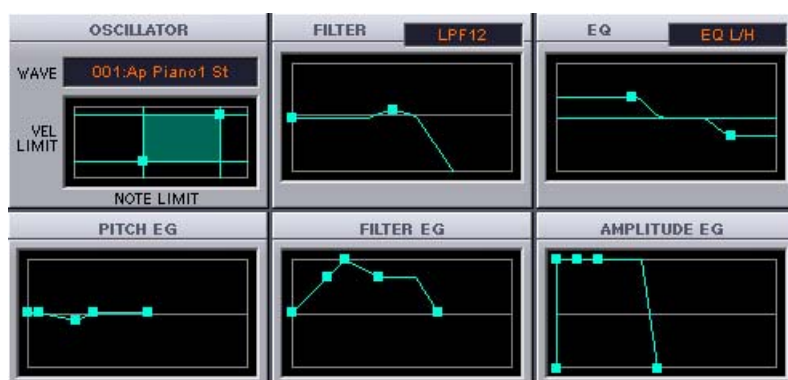 OSCILLATOR
WAVE 001:Ap Piano1 St
VEL
LIMIT
NOTE LIMIT
FILTER LPF12
EQ EQ L/H
PITCH EG
FILTER EG
AMPLITUDE EG